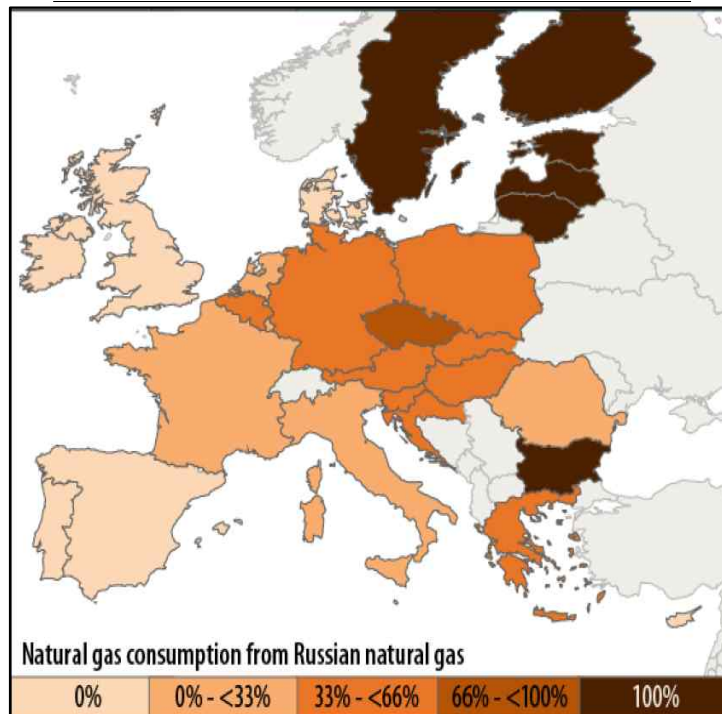 Natural gas consumption from Russian natural gas
0% 0% - <33% 33% - <66% 66% - <100% 100%